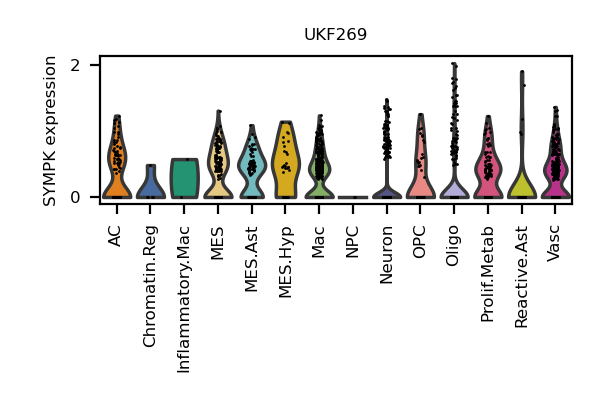 UKF269
SYMPK expression
2
0
AC
Chromatin.Reg
Inflammatory.Mac
MES
MES.Ast
MES.Hyp
Mac
NPC
Neuron
OPC
Oligo
Prolif.Metab
Reactive.Ast
Vasc